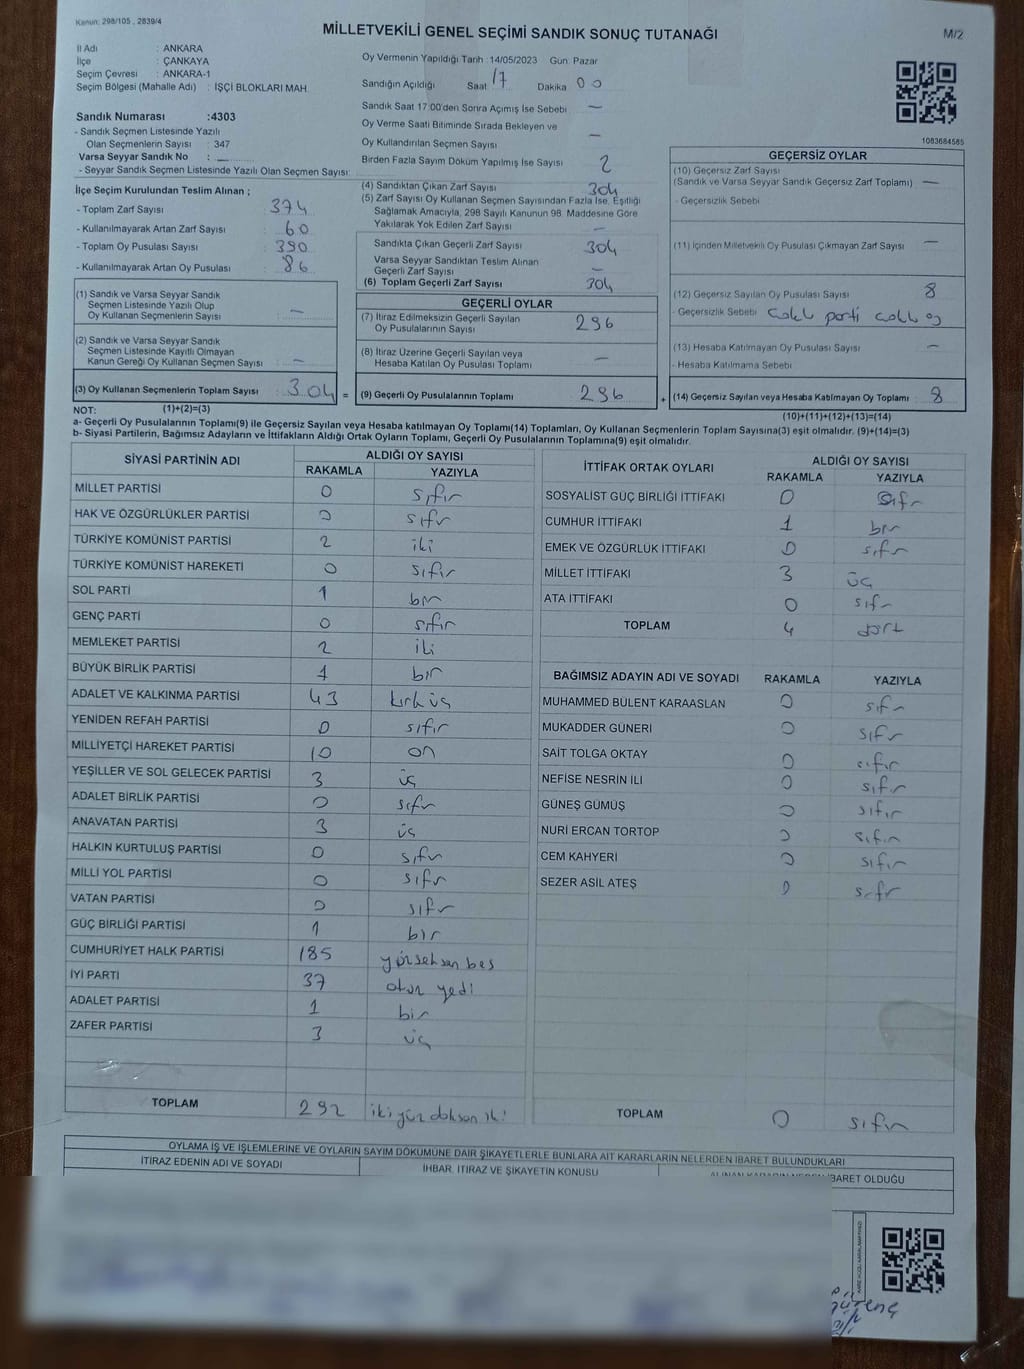 Kanun: 298/105 , 2839/4
MİLLETVEKİLİ GENEL SEÇİMİ SANDIK SONUÇ TUTANAĞI
M/2
İl Adı : ANKARA
İlçe : ÇANKAYA
Seçim Çevresi : ANKARA-1
Seçim Bölgesi (Mahalle Adı) : İŞÇİ BLOKLARI MAH.
Sandık Numarası :4303
- Sandık Seçmen Listesinde Yazılı
Olan Seçmenlerin Sayısı : 347
Varsa Seyyar Sandık No : —
- Seyyar Sandık Seçmen Listesinde Yazılı Olan Seçmen Sayısı:
Oy Vermenin Yapıldığı Tarih :14/05/2023 Gün: Pazar
Sandığın Açıldığı Saat 17 Dakika 00
Sandık Saat 17:00'den Sonra Açımış İse Sebebi —
Oy Verme Saati Bitiminde Sırada Bekleyen ve
Oy Kullandırılan Seçmen Sayısı —
Birden Fazla Sayım Döküm Yapılmış İse Sayısı 2
1083684585
İlçe Seçim Kurulundan Teslim Alınan ;
- Toplam Zarf Sayısı : 374
- Kullanılmayarak Artan Zarf Sayısı : 60
- Toplam Oy Pusulası Sayısı : 390
- Kullanılmayarak Artan Oy Pusulası : 86
(1) Sandık ve Varsa Seyyar Sandık
Seçmen Listesinde Yazılı Olup
Oy Kullanan Seçmenlerin Sayısı : —
(2) Sandık ve Varsa Seyyar Sandık
Seçmen Listesinde Kayıtlı Olmayan
Kanun Gereği Oy Kullanan Seçmen Sayısı : —
(3) Oy Kullanan Seçmenlerin Toplam Sayısı : 304 =
(4) Sandıktan Çıkan Zarf Sayısı 304
(5) Zarf Sayısı Oy Kullanan Seçmen Sayısından Fazla İse, Eşitliği
Sağlamak Amacıyla, 298 Sayılı Kanunun 98. Maddesine Göre
Yakılarak Yok Edilen Zarf Sayısı —
Sandıkta Çıkan Geçerli Zarf Sayısı 304
Varsa Seyyar Sandıktan Teslim Alınan
Geçerli Zarf Sayısı —
(6) Toplam Geçerli Zarf Sayısı 304
GEÇERLİ OYLAR
(7) İtiraz Edilmeksizin Geçerli Sayılan
Oy Pusulalarının Sayısı 296
(8) İtiraz Üzerine Geçerli Sayılan veya
Hesaba Katılan Oy Pusulası Toplamı —
(9) Geçerli Oy Pusulalarının Toplamı 296 +
GEÇERSİZ OYLAR
(10) Geçersiz Zarf Sayısı
(Sandık ve Varsa Seyyar Sandık Geçersiz Zarf Toplamı) —
- Geçersizlik Sebebi
(11) İçinden Milletvekili Oy Pusulası Çıkmayan Zarf Sayısı —
(12) Geçersiz Sayılan Oy Pusulası Sayısı 8
- Geçersizlik Sebebi çoklu parti çoklu oy
(13) Hesaba Katılmayan Oy Pusulası Sayısı —
- Hesaba Katılmama Sebebi
(14) Geçersiz Sayılan veya Hesaba Katılmayan Oy Toplamı : 8
NOT: (1)+(2)=(3)
(10)+(11)+(12)+(13)=(14)
a- Geçerli Oy Pusulalarının Toplamı(9) ile Geçersiz Sayılan veya Hesaba katılmayan Oy Toplamı(14) Toplamları, Oy Kullanan Seçmenlerin Toplam Sayısına(3) eşit olmalıdır. (9)+(14)=(3)
b- Siyasi Partilerin, Bağımsız Adayların ve İttifakların Aldığı Ortak Oyların Toplamı, Geçerli Oy Pusulalarının Toplamına(9) eşit olmalıdır.
SİYASİ PARTİNİN ADI ALDIĞI OY SAYISI
RAKAMLA YAZIYLA
MİLLET PARTİSİ 0 sıfır
HAK VE ÖZGÜRLÜKLER PARTİSİ 0 sıfır
TÜRKİYE KOMÜNİST PARTİSİ 2 iki
TÜRKİYE KOMÜNİST HAREKETİ 0 sıfır
SOL PARTİ 1 bir
GENÇ PARTİ 0 sıfır
MEMLEKET PARTİSİ 2 iki
BÜYÜK BİRLİK PARTİSİ 1 bir
ADALET VE KALKINMA PARTİSİ 43 kırküç
YENİDEN REFAH PARTİSİ 0 sıfır
MİLLİYETÇİ HAREKET PARTİSİ 10 on
YEŞİLLER VE SOL GELECEK PARTİSİ 3 üç
ADALET BİRLİK PARTİSİ 0 sıfır
ANAVATAN PARTİSİ 3 üç
HALKIN KURTULUŞ PARTİSİ 0 sıfır
MİLLİ YOL PARTİSİ 0 sıfır
VATAN PARTİSİ 0 sıfır
GÜÇ BİRLİĞİ PARTİSİ 1 bir
CUMHURİYET HALK PARTİSİ 185 yüzseksen beş
İYİ PARTİ 37 otuz yedi
ADALET PARTİSİ 1 bir
ZAFER PARTİSİ 3 üç
TOPLAM 292 iki yüz doksan iki
İTTİFAK ORTAK OYLARI ALDIĞI OY SAYISI
RAKAMLA YAZIYLA
SOSYALİST GÜÇ BİRLİĞİ İTTİFAKI 0 sıfır
CUMHUR İTTİFAKI 1 bir
EMEK VE ÖZGÜRLÜK İTTİFAKI 0 sıfır
MİLLET İTTİFAKI 3 üç
ATA İTTİFAKI 0 sıfır
TOPLAM 4 dört
BAĞIMSIZ ADAYIN ADI VE SOYADI RAKAMLA YAZIYLA
MUHAMMED BÜLENT KARAASLAN 0 sıfır
MUKADDER GÜNERİ 0 sıfır
SAİT TOLGA OKTAY 0 sıfır
NEFİSE NESRİN İLİ 0 sıfır
GÜNEŞ GÜMÜŞ 0 sıfır
NURİ ERCAN TORTOP 0 sıfır
CEM KAHYERİ 0 sıfır
SEZER ASİL ATEŞ 0 sıfır
TOPLAM 0 sıfır
OYLAMA İŞ VE İŞLEMLERİNE VE OYLARIN SAYIM DÖKÜMÜNE DAİR ŞİKAYETLERLE BUNLARA AİT KARARLARIN NELERDEN İBARET BULUNDUKLARI
İTİRAZ EDENİN ADI VE SOYADI İHBAR, İTİRAZ VE ŞİKAYETİN KONUSU ALINAN KARARIN NEDEN İBARET OLDUĞU